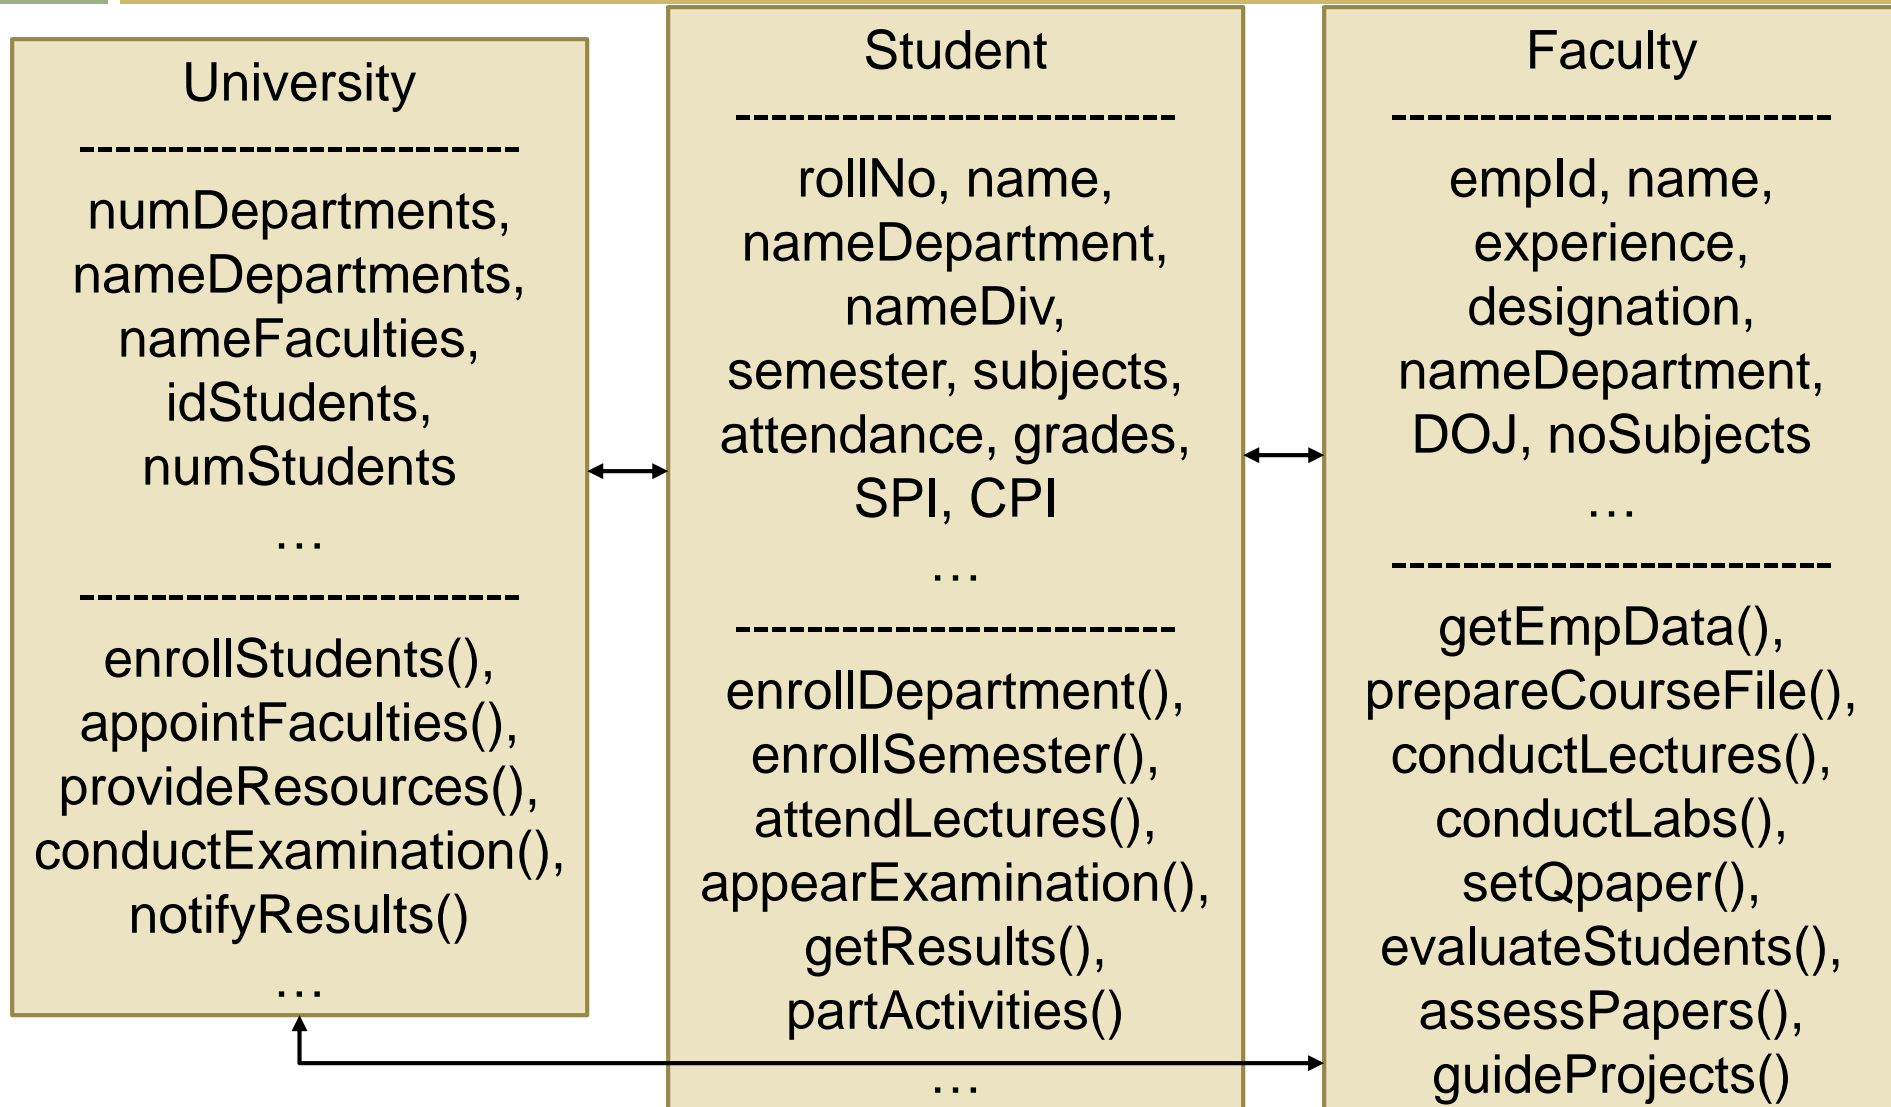 University
-------------------------
numDepartments,
nameDepartments,
nameFaculties,
idStudents,
numStudents
…
-------------------------
enrollStudents(),
appointFaculties(),
provideResources(),
conductExamination(),
notifyResults()
…
Student
-------------------------
rollNo, name,
nameDepartment,
nameDiv,
semester, subjects,
attendance, grades,
SPI, CPI
…
-------------------------
enrollDepartment(),
enrollSemester(),
attendLectures(),
appearExamination(),
getResults(),
partActivities()
…
Faculty
-------------------------
empId, name,
experience,
designation,
nameDepartment,
DOJ, noSubjects
…
-------------------------
getEmpData(),
prepareCourseFile(),
conductLectures(),
conductLabs(),
setQpaper(),
evaluateStudents(),
assessPapers(),
guideProjects()